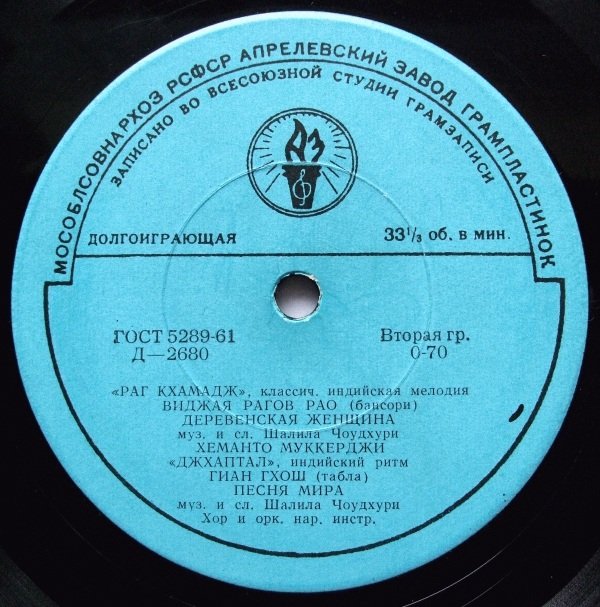 МОСОБЛСОВНАРХОЗ РСФСР АПРЕЛЕВСКИЙ ЗАВОД ГРАМПЛАСТИНОК
ЗАПИСАНО ВО ВСЕСОЮЗНОЙ СТУДИИ ГРАМЗАПИСИ
АЗ
ДОЛГОИГРАЮЩАЯ 33⅓ об. в мин.
ГОСТ 5289-61 Вторая гр.
Д—2680 0-70
«РАГ КХАМАДЖ», классич. индийская мелодия
ВИДЖАЯ РАГОВ РАО (бансори)
ДЕРЕВЕНСКАЯ ЖЕНЩИНА
муз. и сл. Шалила Чоудхури
ХЕМАНТО МУККЕРДЖИ
«ДЖХАПТАЛ», индийский ритм
ГИАН ГХОШ (табла)
ПЕСНЯ МИРА
муз. и сл. Шалила Чоудхури
Хор и орк. нар. инстр.